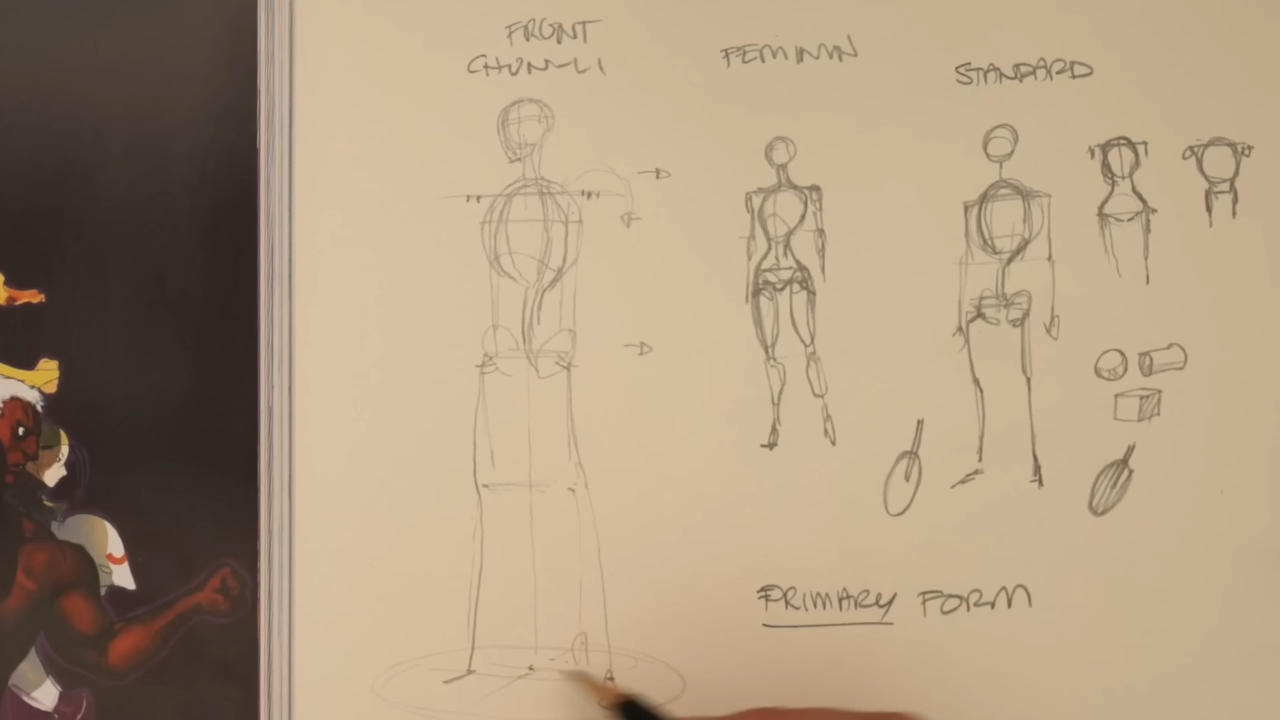 FRONT
CHUN-LI
FEMININ
STANDARD
PRIMARY FORM